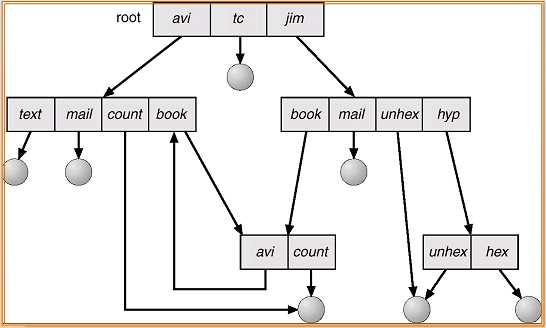 root avi tc jim
text mail count book book mail unhex hyp
avi count unhex hex